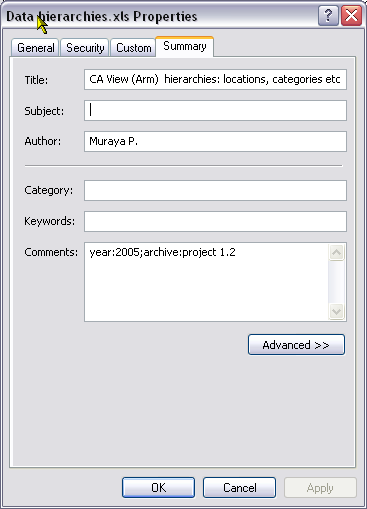 Data hierarchies.xls Properties
General Security Custom Summary
Title: CA View (Arm) hierarchies: locations, categories etc
Subject:
Author: Muraya P.
Category:
Keywords:
Comments: year:2005;archive:project 1.2
Advanced >>
OK Cancel Apply